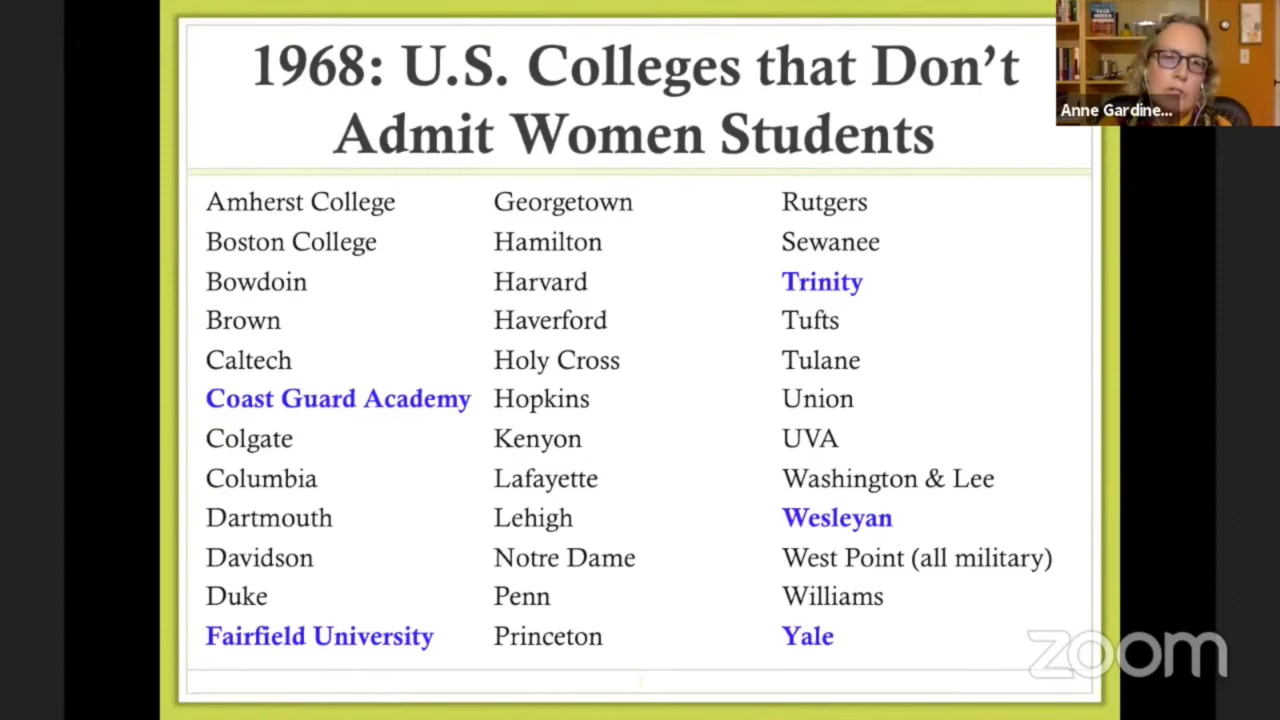 1968: U.S. Colleges that Don't
Admit Women Students
Amherst College
Boston College
Bowdoin
Brown
Caltech
Coast Guard Academy
Colgate
Columbia
Dartmouth
Davidson
Duke
Fairfield University
Georgetown
Hamilton
Harvard
Haverford
Holy Cross
Hopkins
Kenyon
Lafayette
Lehigh
Notre Dame
Penn
Princeton
Rutgers
Sewanee
Trinity
Tufts
Tulane
Union
UVA
Washington & Lee
Wesleyan
West Point (all military)
Williams
Yale
Anne Gardine...
zoom